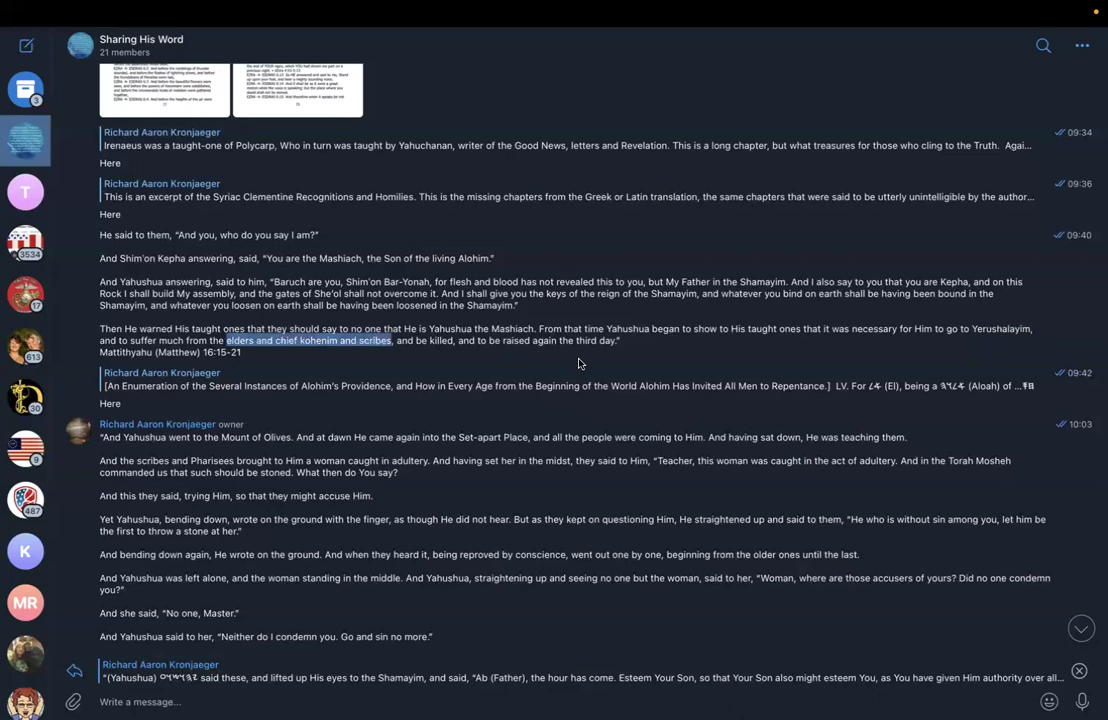 Sharing His Word
21 members
Richard Aaron Kronjaeger 09:34
Irenaeus was a taught-one of Polycarp, Who in turn was taught by Yahuchanan, writer of the Good News, letters and Revelation. This is a long chapter, but what treasures for those who cling to the Truth. Agai...
Here
Richard Aaron Kronjaeger 09:36
This is an excerpt of the Syriac Clementine Recognitions and Homilies. This is the missing chapters from the Greek or Latin translation, the same chapters that were said to be utterly unintelligible by the author...
Here
He said to them, “And you, who do you say I am?” 09:40
And Shim‛on Kepha answering, said, “You are the Mashiach, the Son of the living Alohim.”
And Yahushua answering, said to him, “Baruch are you, Shim‛on Bar-Yonah, for flesh and blood has not revealed this to you, but My Father in the Shamayim. And I also say to you that you are Kepha, and on this
Rock I shall build My assembly, and the gates of She’ol shall not overcome it. And I shall give you the keys of the reign of the Shamayim, and whatever you bind on earth shall be having been bound in the
Shamayim, and whatever you loosen on earth shall be having been loosened in the Shamayim.”
Then He warned His taught ones that they should say to no one that He is Yahushua the Mashiach. From that time Yahushua began to show to His taught ones that it was necessary for Him to go to Yerushalayim,
and to suffer much from the elders and chief kohenim and scribes, and be killed, and to be raised again the third day.”
Mattithyahu (Matthew) 16:15-21
Richard Aaron Kronjaeger 09:42
[An Enumeration of the Several Instances of Alohim’s Providence, and How in Every Age from the Beginning of the World Alohim Has Invited All Men to Repentance.] LV. For (El), being a (Aloah) of ...
Here
Richard Aaron Kronjaeger owner 10:03
“And Yahushua went to the Mount of Olives. And at dawn He came again into the Set-apart Place, and all the people were coming to Him. And having sat down, He was teaching them.
And the scribes and Pharisees brought to Him a woman caught in adultery. And having set her in the midst, they said to Him, “Teacher, this woman was caught in the act of adultery. And in the Torah Mosheh
commanded us that such should be stoned. What then do You say?
And this they said, trying Him, so that they might accuse Him.
Yet Yahushua, bending down, wrote on the ground with the finger, as though He did not hear. But as they kept on questioning Him, He straightened up and said to them, “He who is without sin among you, let him be
the first to throw a stone at her.”
And bending down again, He wrote on the ground. And when they heard it, being reproved by conscience, went out one by one, beginning from the older ones until the last.
And Yahushua was left alone, and the woman standing in the middle. And Yahushua, straightening up and seeing no one but the woman, said to her, “Woman, where are those accusers of yours? Did no one condemn
you?”
And she said, “No one, Master.”
And Yahushua said to her, “Neither do I condemn you. Go and sin no more.”
Richard Aaron Kronjaeger
“(Yahushua) said these, and lifted up His eyes to the Shamayim, and said, “Ab (Father), the hour has come. Esteem Your Son, so that Your Son also might esteem You, as You have given Him authority over all...
Write a message...
3
T
3534
17
613
30
9
487
K
MR